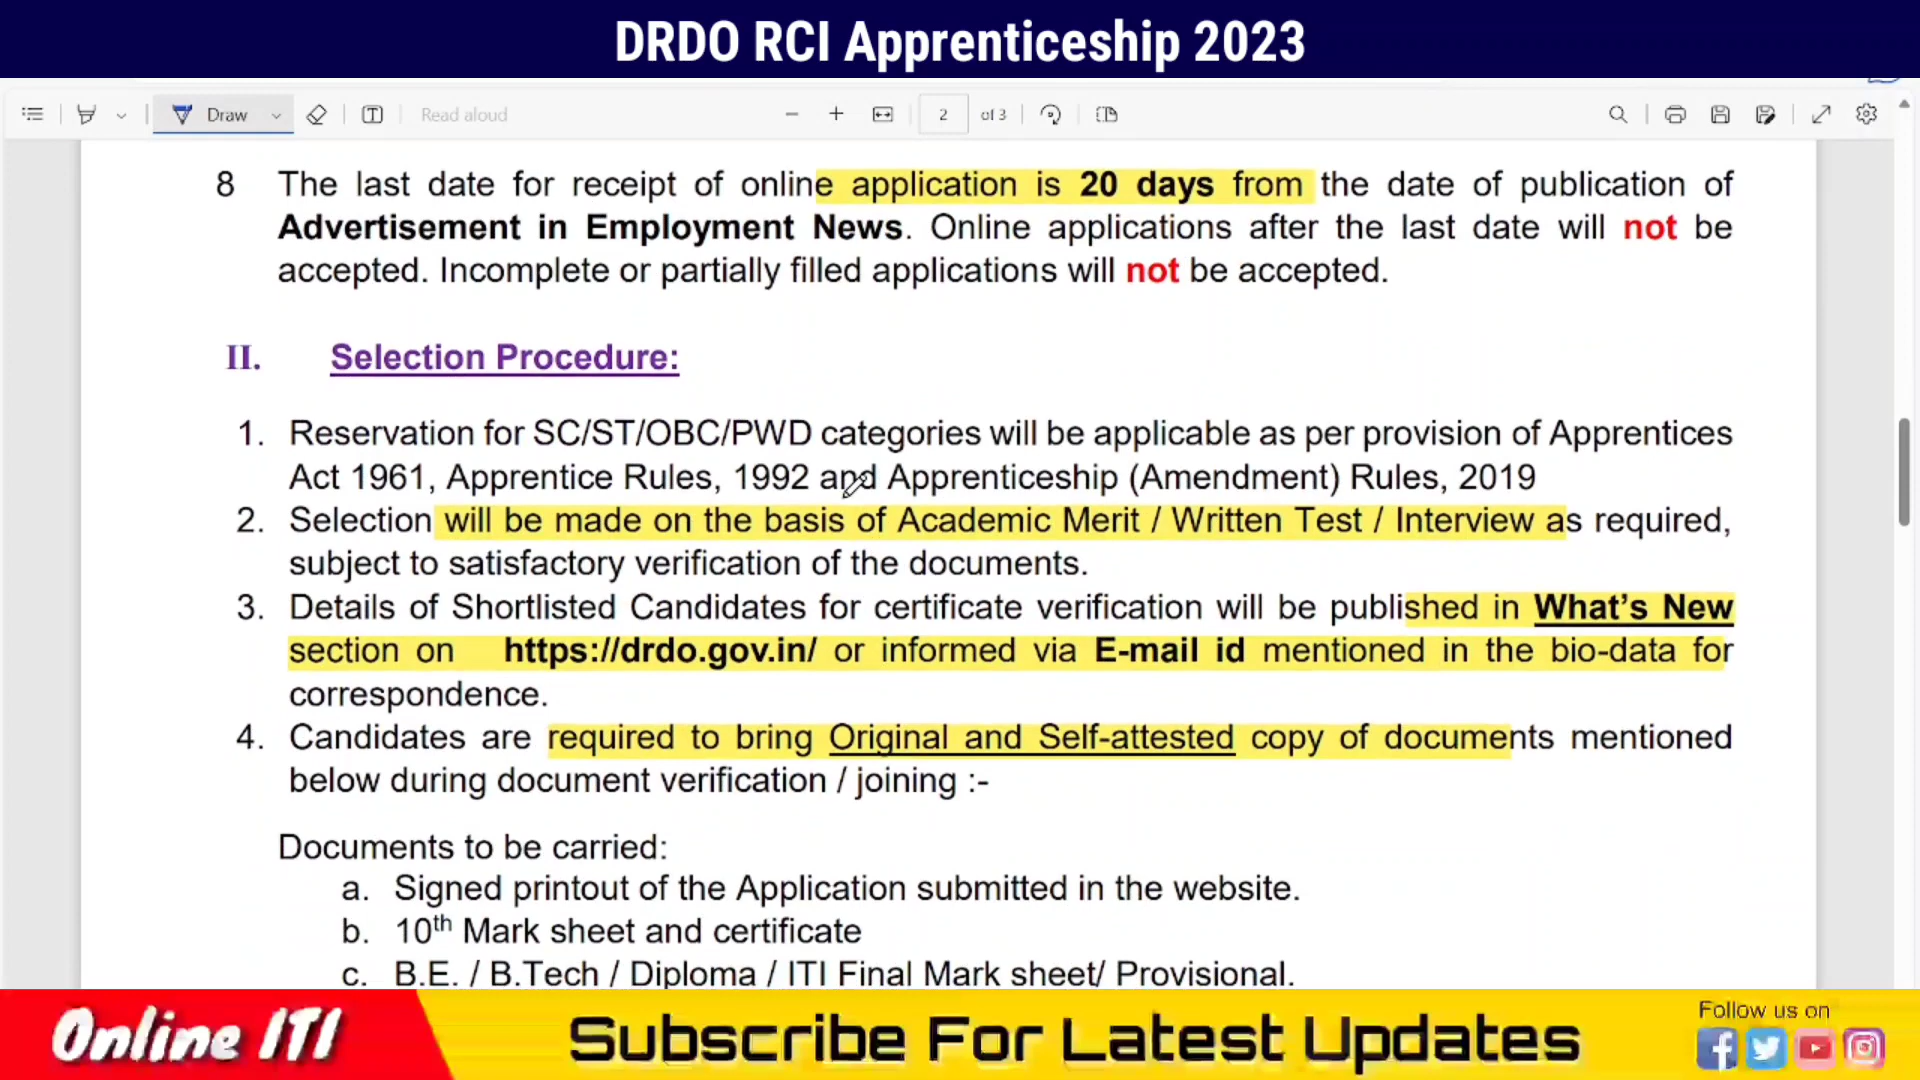 DRDO RCI Apprenticeship 2023
Draw
Read aloud
2 of 3
8 The last date for receipt of online application is 20 days from the date of publication of
Advertisement in Employment News. Online applications after the last date will not be
accepted. Incomplete or partially filled applications will not be accepted.
II. Selection Procedure:
1. Reservation for SC/ST/OBC/PWD categories will be applicable as per provision of Apprentices
Act 1961, Apprentice Rules, 1992 and Apprenticeship (Amendment) Rules, 2019
2. Selection will be made on the basis of Academic Merit / Written Test / Interview as required,
subject to satisfactory verification of the documents.
3. Details of Shortlisted Candidates for certificate verification will be published in What's New
section on https://drdo.gov.in/ or informed via E-mail id mentioned in the bio-data for
correspondence.
4. Candidates are required to bring Original and Self-attested copy of documents mentioned
below during document verification / joining :-
Documents to be carried:
a. Signed printout of the Application submitted in the website.
b. 10th Mark sheet and certificate
c. B.E. / B.Tech / Diploma / ITI Final Mark sheet/ Provisional.
Online ITI
Subscribe For Latest Updates
Follow us on